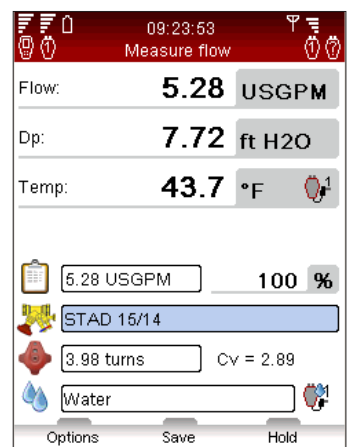 09:23:53
Measure flow
Flow: 5.28 USGPM
Dp: 7.72 ft H2O
Temp: 43.7 °F 1
5.28 USGPM 100 %
STAD 15/14
3.98 turns Cv = 2.89
Water
Options Save Hold